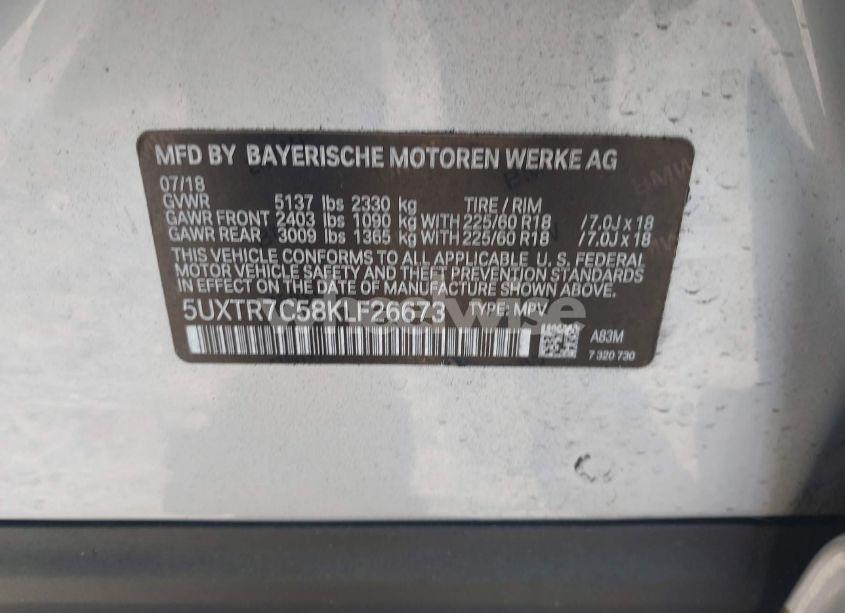 MFD BY BAYERISCHE MOTOREN WERKE AG
07/18
GVWR 5137 lbs 2330 kg TIRE / RIM
GAWR FRONT 2403 lbs 1090 kg WITH 225/60 R18 /7.0J x 18
GAWR REAR 3009 lbs 1365 kg WITH 225/60 R18 /7.0J x 18
THIS VEHICLE CONFORMS TO ALL APPLICABLE U. S. FEDERAL
MOTOR VEHICLE SAFETY AND THEFT PREVENTION STANDARDS
IN EFFECT ON THE DATE OF MANUFACTURE SHOWN ABOVE.
5UXTR7C58KLF26673 TYPE: MPV
A83M
7 320 730
wheelwise